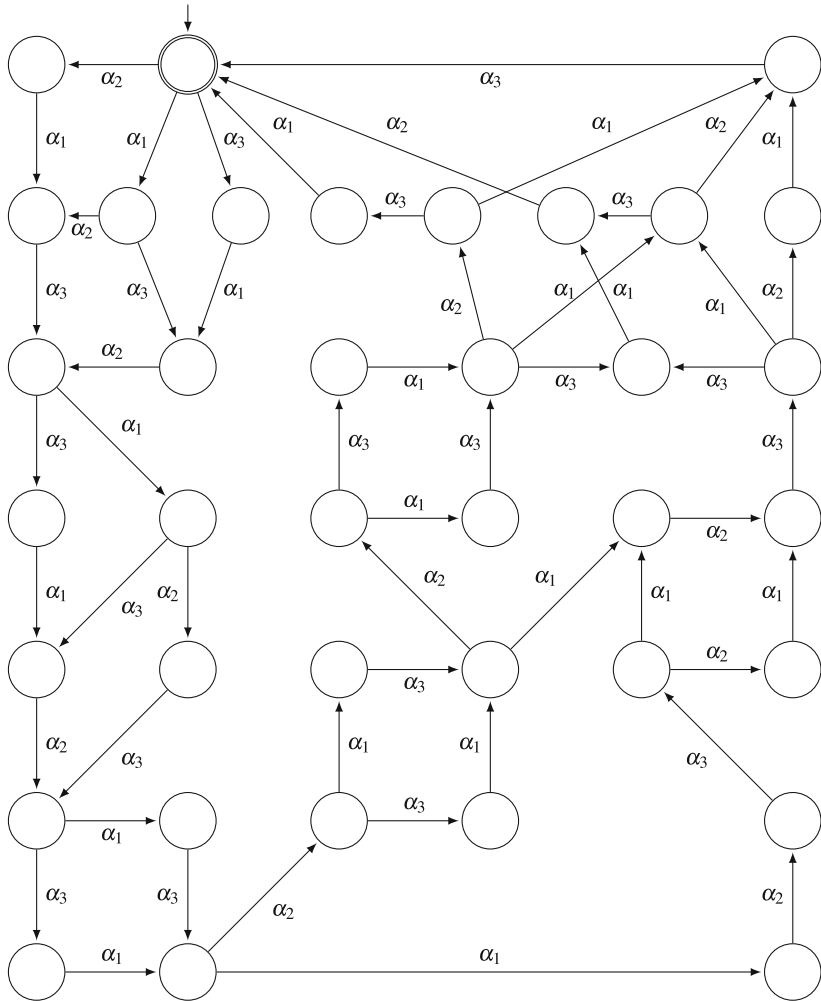 α2 α3
α1 α1 α3 α1 α2 α1 α2 α1
α2 α3 α3
α3 α3 α1 α2 α1 α1 α1 α2
α2 α1 α3 α3
α3 α1 α3 α3 α3
α1 α2
α1 α3 α2 α2 α1 α1 α1
α3 α2
α2 α3 α1 α1 α3
α1 α3
α3 α3 α2 α2
α1 α1